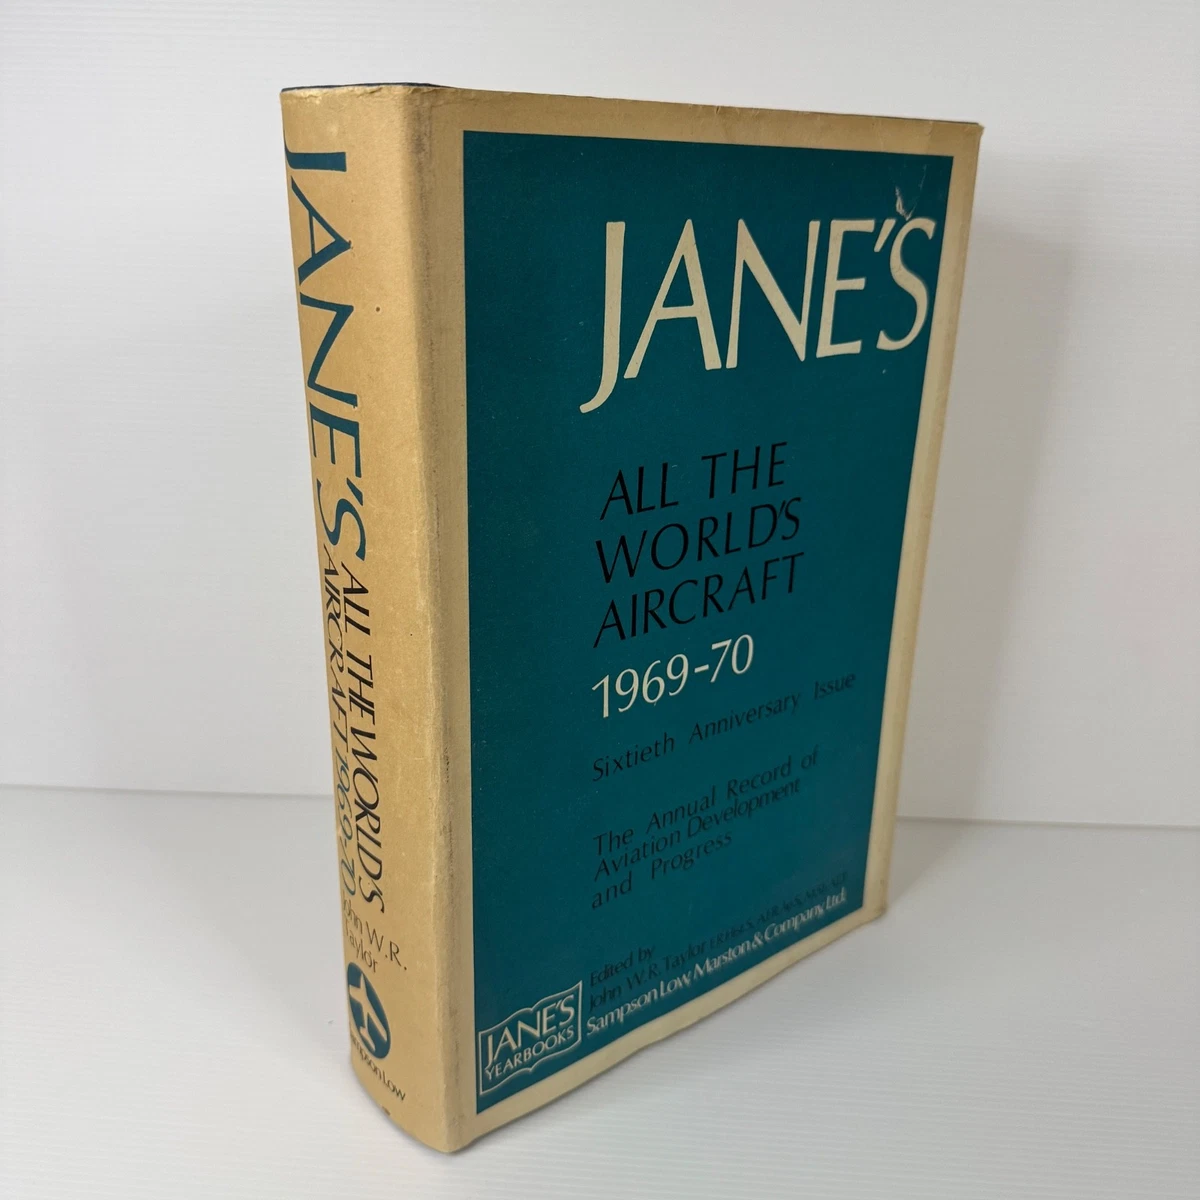 JANE'S
ALL THE WORLD'S
AIRCRAFT 1969-70
John W.R.
Taylor
Low
JANE'S
ALL THE
WORLD'S
AIRCRAFT
1969-70
Sixtieth Anniversary Issue
The Annual Record of
Aviation Development
and Progress
Edited by
John W.R. Taylor
Sampson Low, Marston & Company, Ltd.
JANE'S
YEARBOOKS